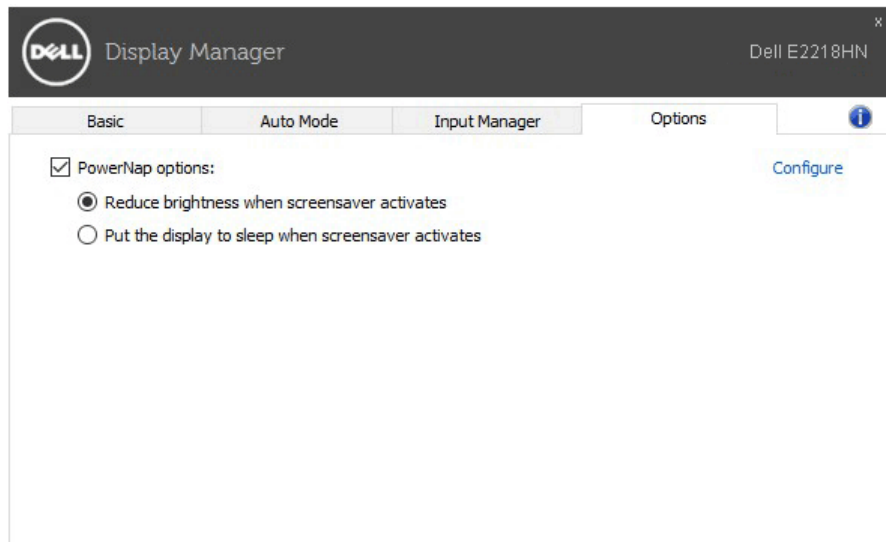 x
DELL Display Manager
Dell E2218HN
Basic Auto Mode Input Manager Options i
PowerNap options: Configure
Reduce brightness when screensaver activates
Put the display to sleep when screensaver activates